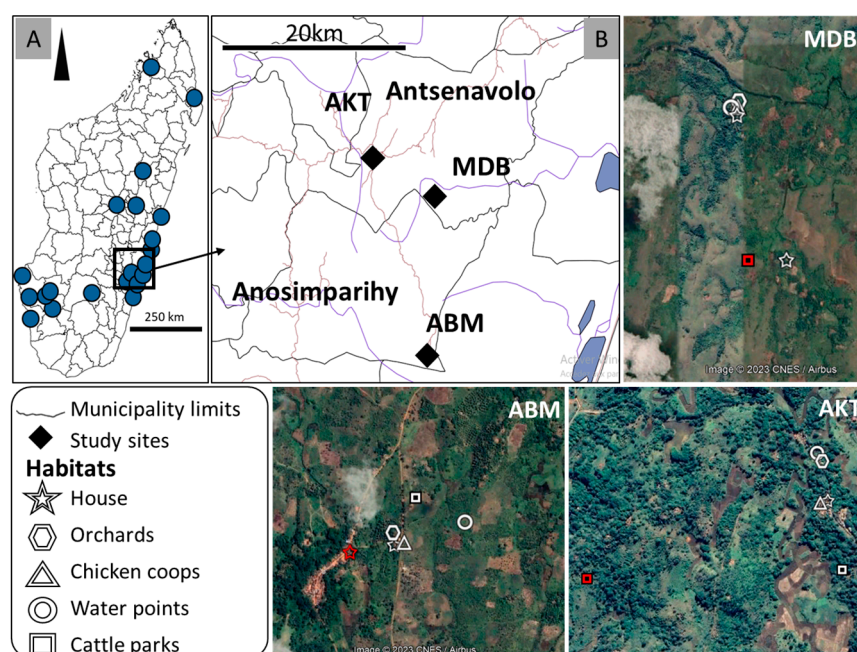 A
250 km
20km
B
AKT
Antsenavolo
MDB
Anosimparihy
ABM
MDB
Image © 2023 CNES / Airbus
Municipality limits
Study sites
Habitats
House
Orchards
Chicken coops
Water points
Cattle parks
ABM
Image © 2023 CNES / Airbus
AKT